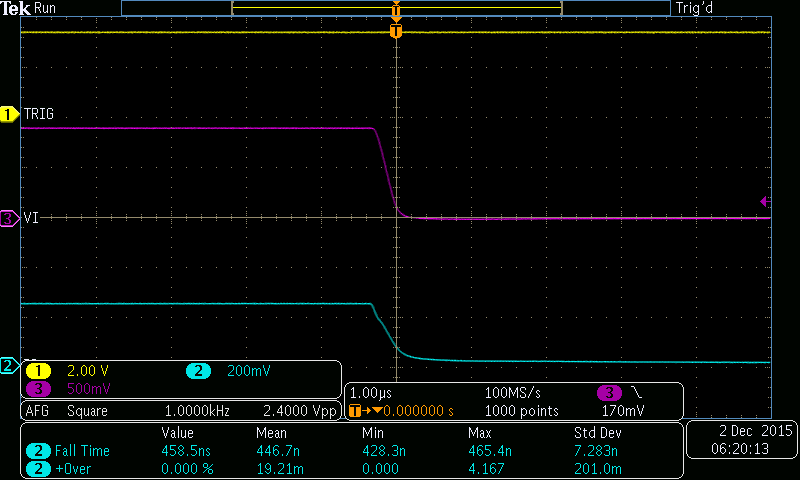 Tek Run Trig'd
T
T
1 TRIG
3 VI
2
1 2.00 V 2 200mV
3 500mV
1.00µs 100MS/s 3
T→▼0.000000 s 1000 points 170mV
AFG Square 1.0000kHz 2.4000 Vpp
Value Mean Min Max Std Dev
2 Fall Time 458.5ns 446.7n 428.3n 465.4n 7.283n
2 +Over 0.000 % 19.21m 0.000 4.167 201.0m
2 Dec 2015
06:20:13